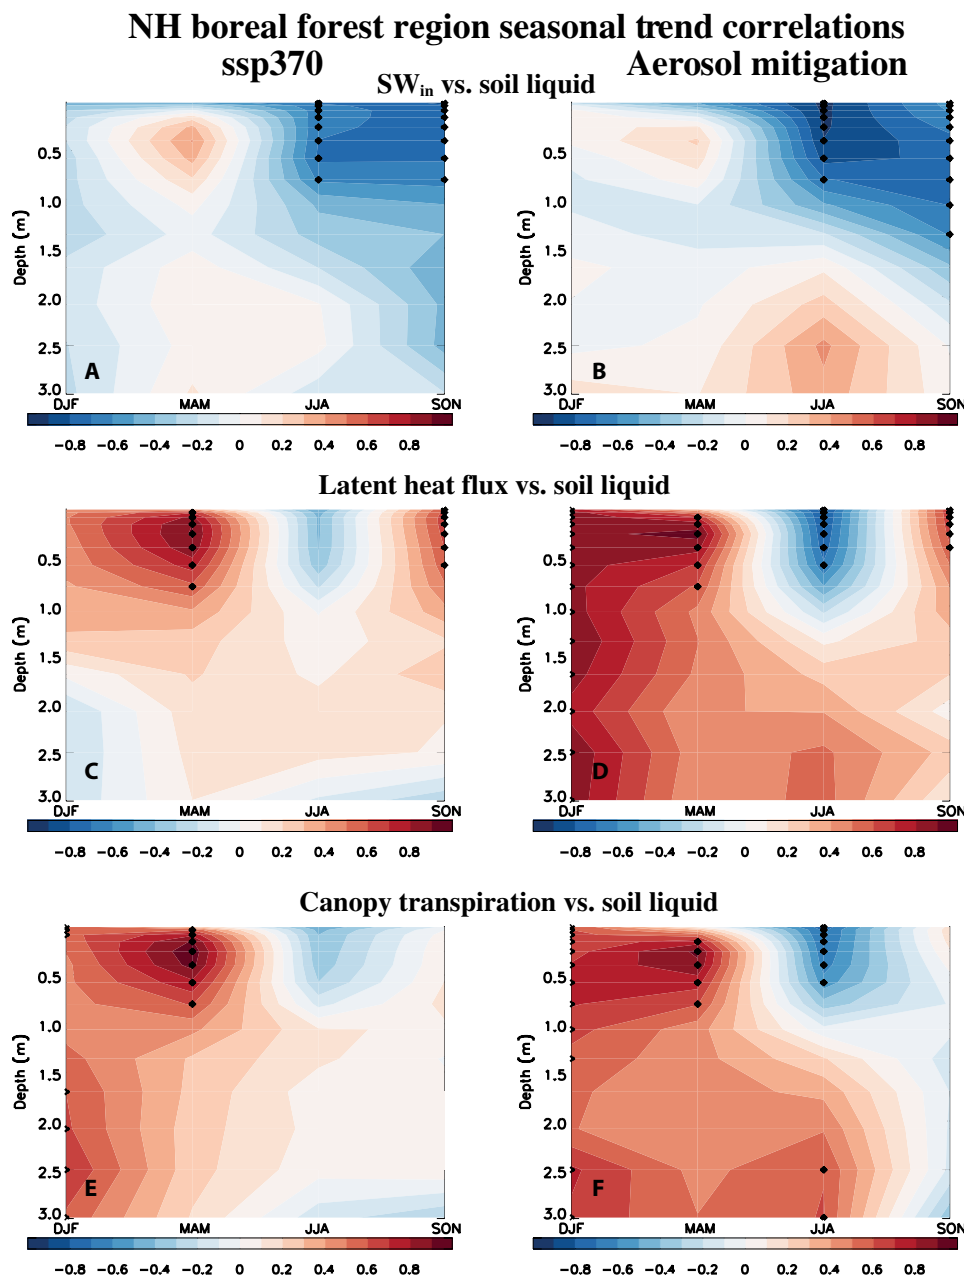 NH boreal forest region seasonal trend correlations
ssp370 Aerosol mitigation
SWin vs. soil liquid
0.5 0.5
1.0 1.0
1.5 1.5
2.0 2.0
2.5 2.5
3.0 3.0
Depth (m) Depth (m)
A B
DJF MAM JJA SON DJF MAM JJA SON
-0.8 -0.6 -0.4 -0.2 0 0.2 0.4 0.6 0.8 -0.8 -0.6 -0.4 -0.2 0 0.2 0.4 0.6 0.8
Latent heat flux vs. soil liquid
0.5 0.5
1.0 1.0
1.5 1.5
2.0 2.0
2.5 2.5
3.0 3.0
Depth (m) Depth (m)
C D
DJF MAM JJA SON DJF MAM JJA SON
-0.8 -0.6 -0.4 -0.2 0 0.2 0.4 0.6 0.8 -0.8 -0.6 -0.4 -0.2 0 0.2 0.4 0.6 0.8
Canopy transpiration vs. soil liquid
0.5 0.5
1.0 1.0
1.5 1.5
2.0 2.0
2.5 2.5
3.0 3.0
Depth (m) Depth (m)
E F
DJF MAM JJA SON DJF MAM JJA SON
-0.8 -0.6 -0.4 -0.2 0 0.2 0.4 0.6 0.8 -0.8 -0.6 -0.4 -0.2 0 0.2 0.4 0.6 0.8